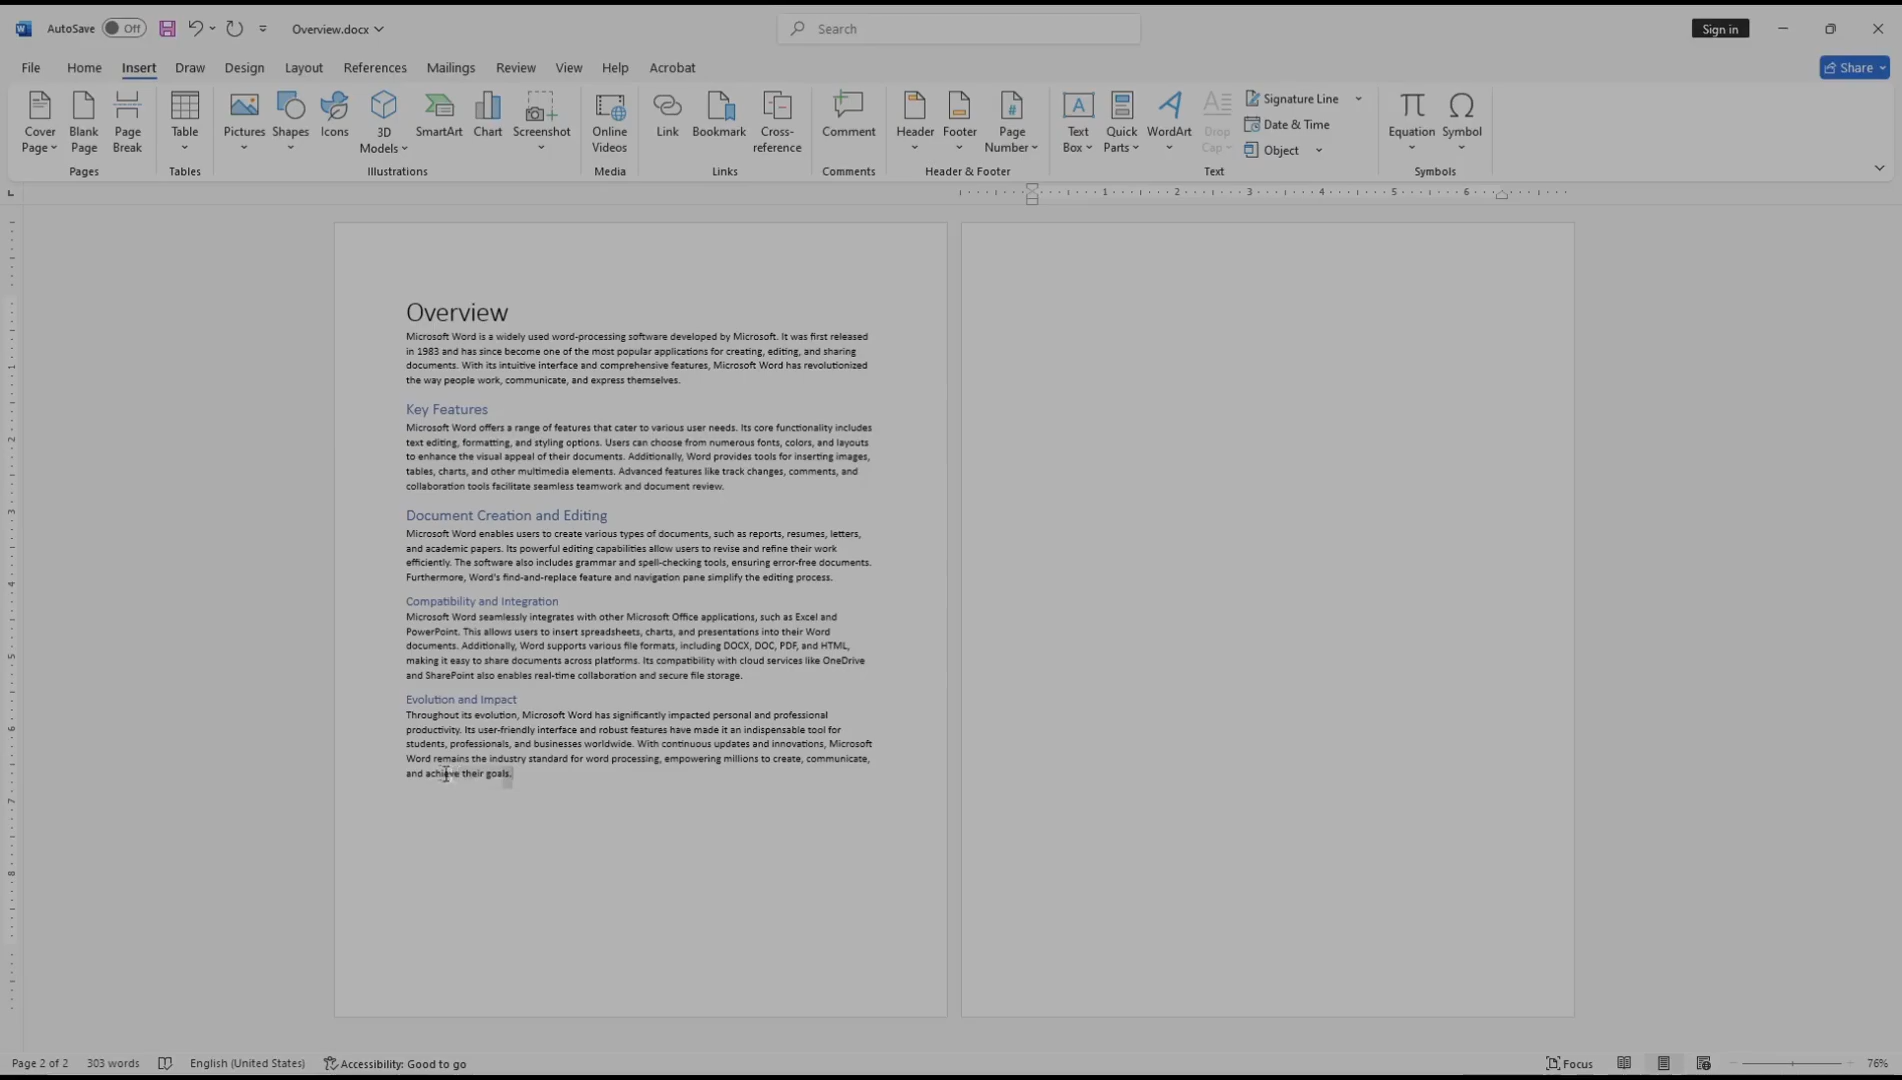 AutoSave Off Overview.docx Search Sign in
File Home Insert Draw Design Layout References Mailings Review View Help Acrobat Share
Cover Page
Blank Page
Page Break
Pages
Table
Tables
Pictures
Shapes
Icons
3D Models
SmartArt
Chart
Screenshot
Illustrations
Online Videos
Media
Link
Bookmark
Cross-reference
Links
Comment
Comments
Header
Footer
Page Number
Header & Footer
Text Box
Quick Parts
WordArt
Drop Cap
Signature Line
Date & Time
Object
Text
Equation
Symbol
Symbols
1 2 3 4 5 6
1
2
3
4
5
6
7
8
Overview
Microsoft Word is a widely used word-processing software developed by Microsoft. It was first released
in 1983 and has since become one of the most popular applications for creating, editing, and sharing
documents. With its intuitive interface and comprehensive features, Microsoft Word has revolutionized
the way people work, communicate, and express themselves.
Key Features
Microsoft Word offers a range of features that cater to various user needs. Its core functionality includes
text editing, formatting, and styling options. Users can choose from numerous fonts, colors, and layouts
to enhance the visual appeal of their documents. Additionally, Word provides tools for inserting images,
tables, charts, and other multimedia elements. Advanced features like track changes, comments, and
collaboration tools facilitate seamless teamwork and document review.
Document Creation and Editing
Microsoft Word enables users to create various types of documents, such as reports, resumes, letters,
and academic papers. Its powerful editing capabilities allow users to revise and refine their work
efficiently. The software also includes grammar and spell-checking tools, ensuring error-free documents.
Furthermore, Word's find-and-replace feature and navigation pane simplify the editing process.
Compatibility and Integration
Microsoft Word seamlessly integrates with other Microsoft Office applications, such as Excel and
PowerPoint. This allows users to insert spreadsheets, charts, and presentations into their Word
documents. Additionally, Word supports various file formats, including DOCX, DOC, PDF, and HTML,
making it easy to share documents across platforms. Its compatibility with cloud services like OneDrive
and SharePoint also enables real-time collaboration and secure file storage.
Evolution and Impact
Throughout its evolution, Microsoft Word has significantly impacted personal and professional
productivity. Its user-friendly interface and robust features have made it an indispensable tool for
students, professionals, and businesses worldwide. With continuous updates and innovations, Microsoft
Word remains the industry standard for word processing, empowering millions to create, communicate,
and achieve their goals.
Page 2 of 2 303 words English (United States) Accessibility: Good to go Focus 76%